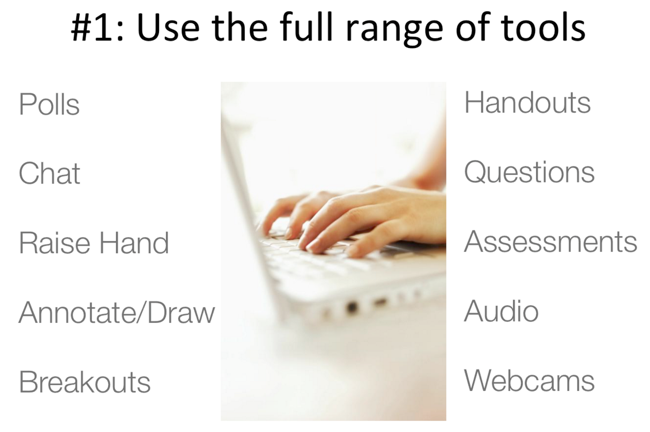 #1: Use the full range of tools
Polls
Chat
Raise Hand
Annotate/Draw
Breakouts
Handouts
Questions
Assessments
Audio
Webcams